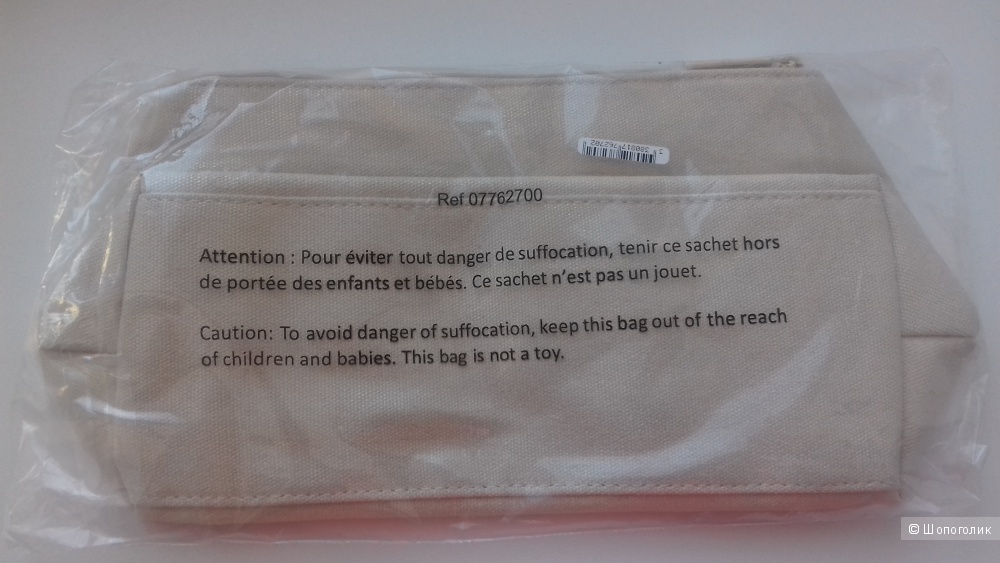 Ref 07762700
Attention : Pour éviter tout danger de suffocation, tenir ce sachet hors
de portée des enfants et bébés. Ce sachet n'est pas un jouet.
Caution: To avoid danger of suffocation, keep this bag out of the reach
of children and babies. This bag is not a toy.
© Шопоголик